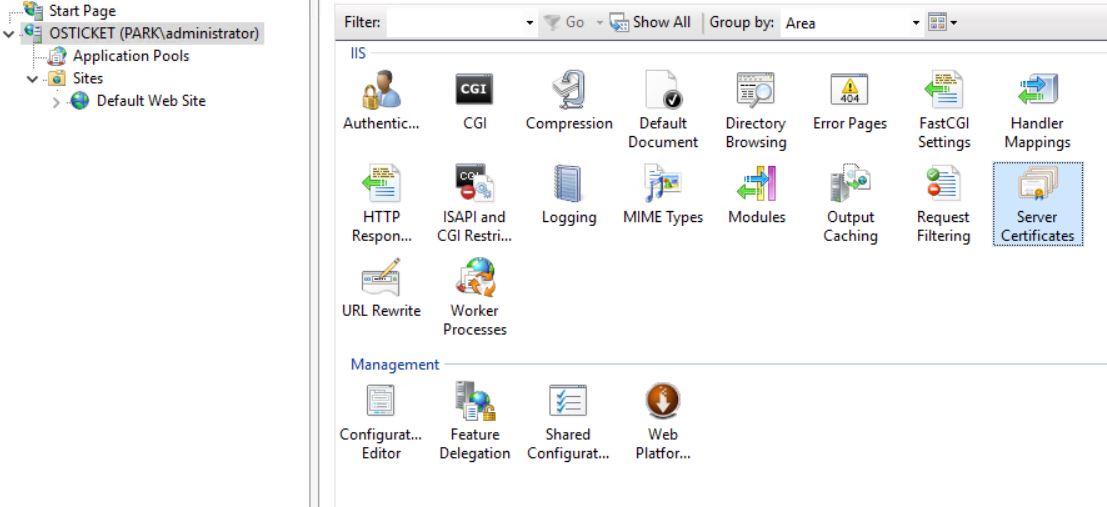 Start Page
OSTICKET (PARK\administrator)
Application Pools
Sites
Default Web Site
Filter: Go Show All Group by: Area
IIS
Authentic... CGI Compression Default Document Directory Browsing Error Pages FastCGI Settings Handler Mappings
404
HTTP Respon... ISAPI and CGI Restri... Logging MIME Types Modules Output Caching Request Filtering Server Certificates
URL Rewrite Worker Processes
Management
Configurat... Editor Feature Delegation Shared Configurat... Web Platfor...